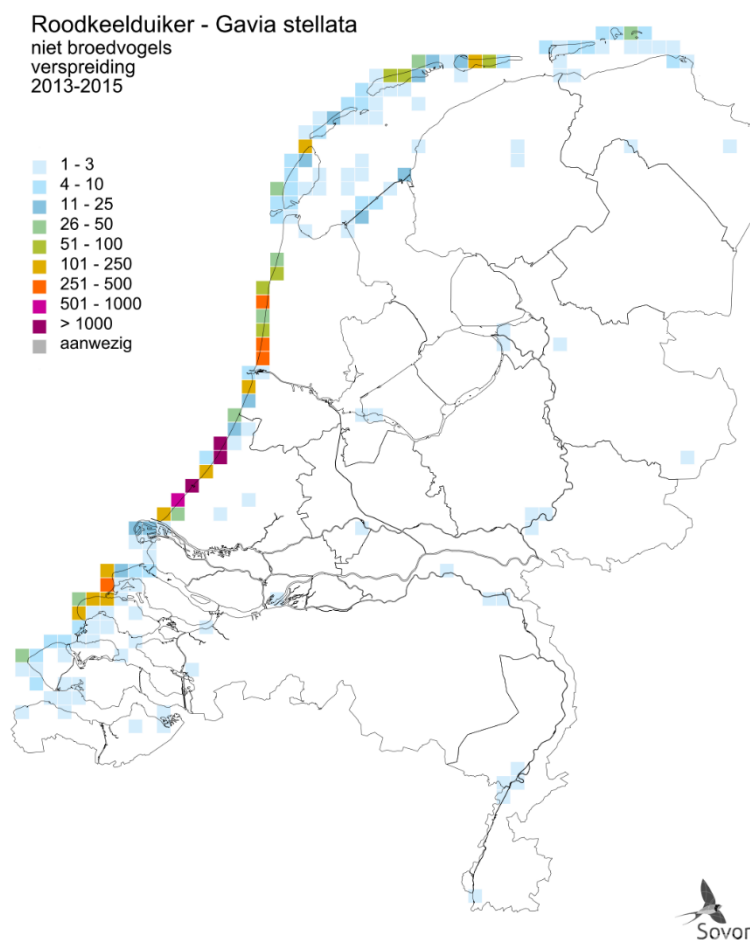 Roodkeelduiker - Gavia stellata
niet broedvogels
verspreiding
2013-2015
1 - 3
4 - 10
11 - 25
26 - 50
51 - 100
101 - 250
251 - 500
501 - 1000
> 1000
aanwezig
Sovon